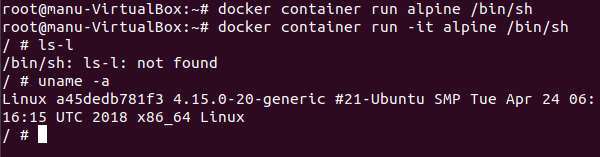 root@manu-VirtualBox:~# docker container run alpine /bin/sh
root@manu-VirtualBox:~# docker container run -it alpine /bin/sh
/ # ls-l
/bin/sh: ls-l: not found
/ # uname -a
Linux a45dedb781f3 4.15.0-20-generic #21-Ubuntu SMP Tue Apr 24 06:
16:15 UTC 2018 x86_64 Linux
/ #